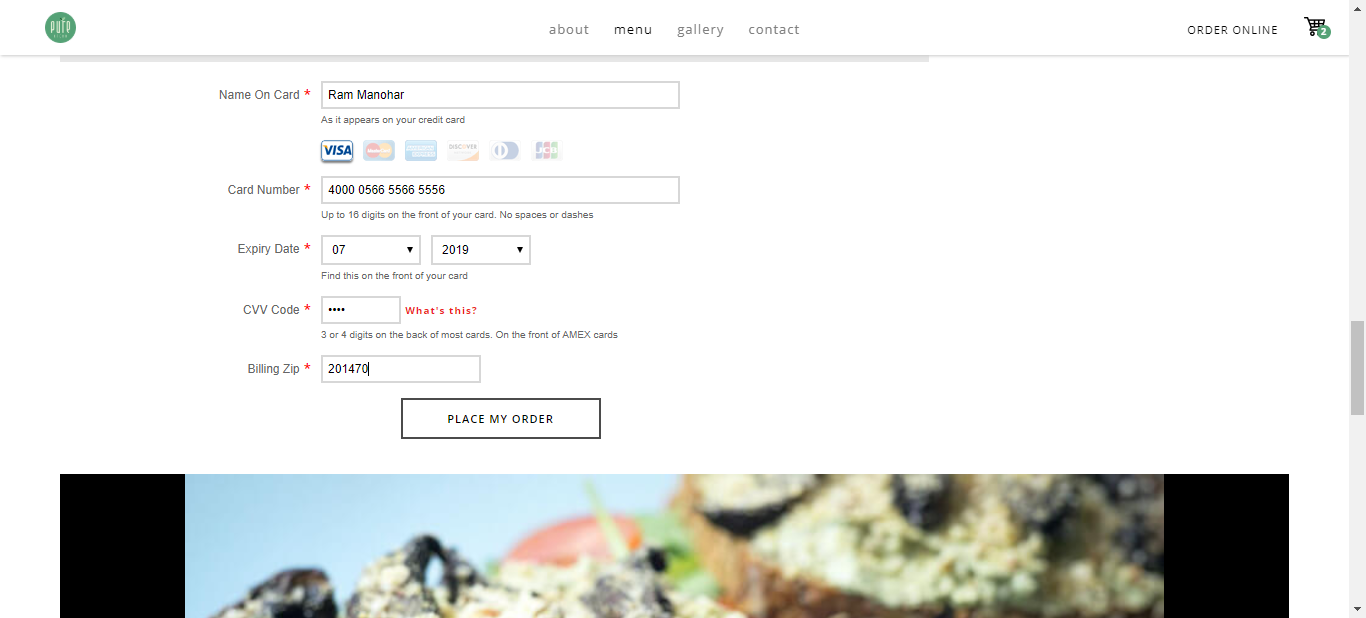 pure
about menu gallery contact ORDER ONLINE 2
Name On Card * Ram Manohar
As it appears on your credit card
VISA MasterCard DISCOVER JCB
Card Number * 4000 0566 5566 5556
Up to 16 digits on the front of your card. No spaces or dashes
Expiry Date * 07 2019
Find this on the front of your card
CVV Code * •••• What's this?
3 or 4 digits on the back of most cards. On the front of AMEX cards
Billing Zip * 201470
PLACE MY ORDER